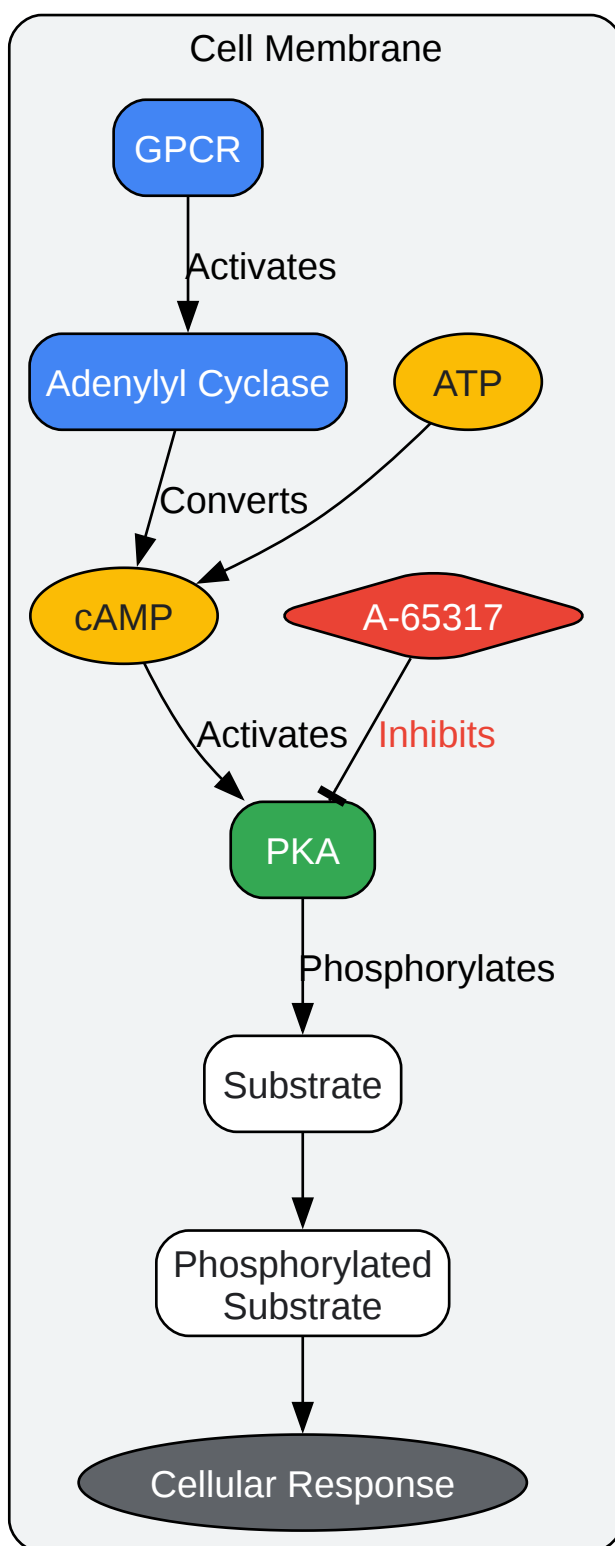 Cell Membrane
GPCR
Activates
Adenylyl Cyclase
ATP
Converts
cAMP
A-65317
Activates
Inhibits
PKA
Phosphorylates
Substrate
Phosphorylated
Substrate
Cellular Response